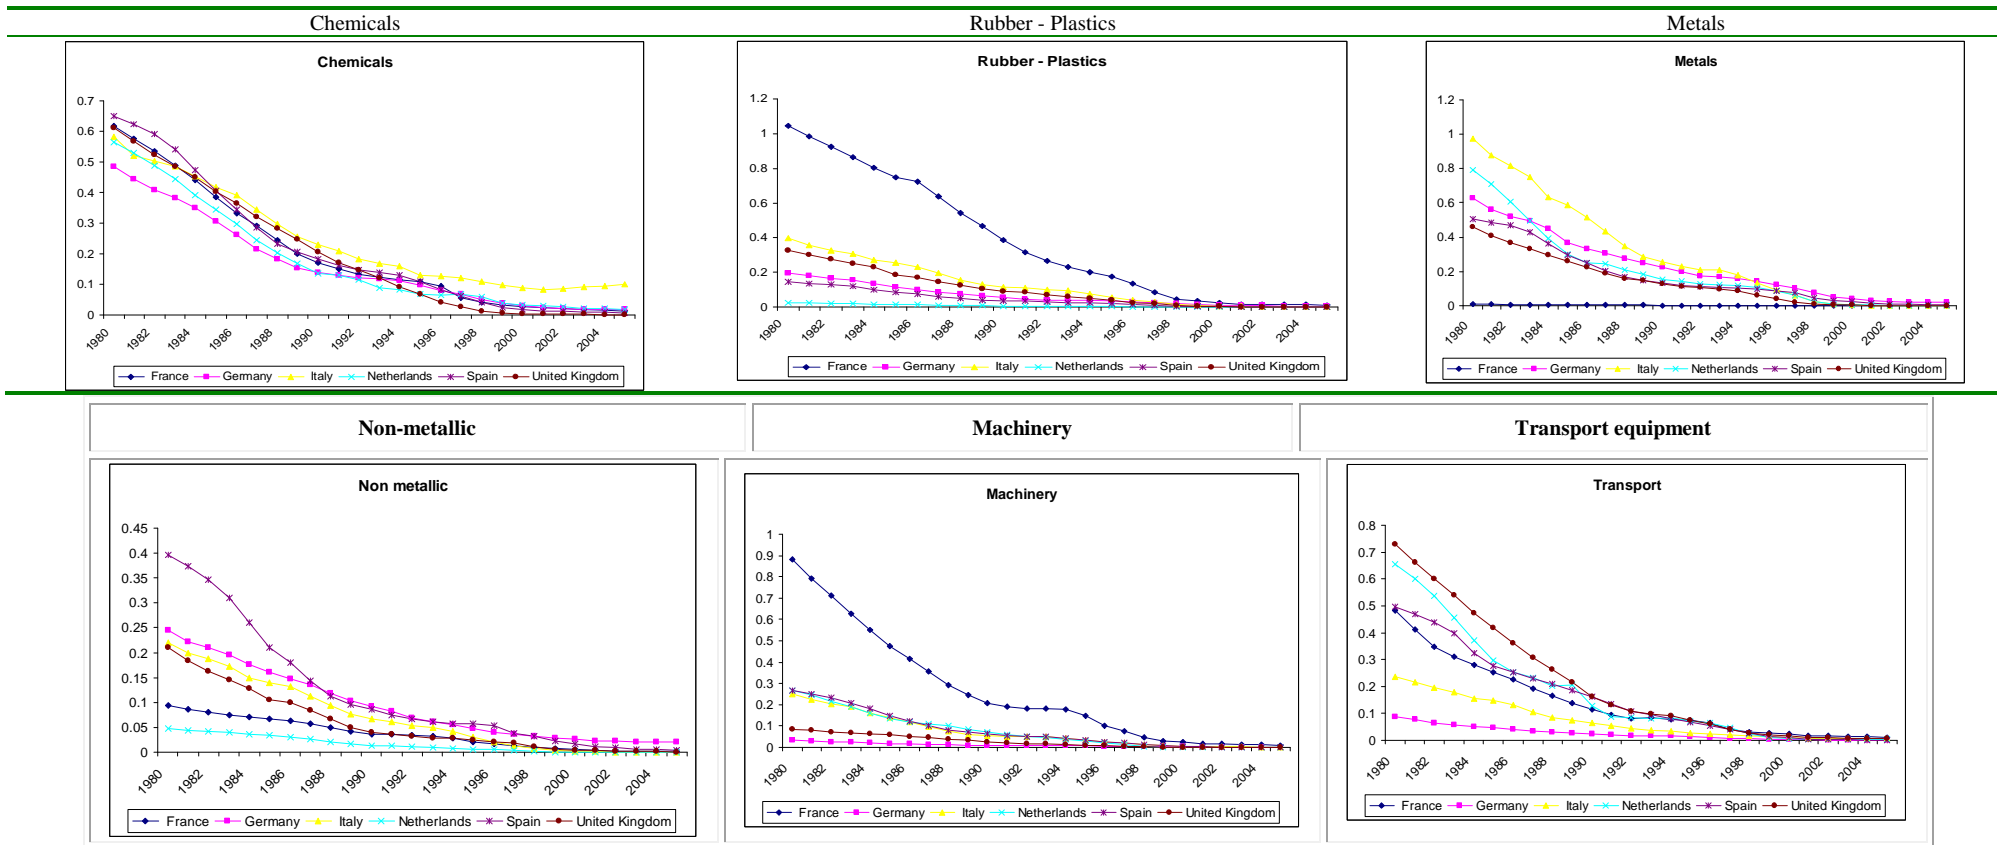 Chemicals Rubber - Plastics Metals
Chemicals
0.7
0.6
0.5
0.4
0.3
0.2
0.1
0
1980 1982 1984 1986 1988 1990 1992 1994 1996 1998 2000 2002 2004
France Germany Italy Netherlands Spain United Kingdom
Rubber - Plastics
1.2
1
0.8
0.6
0.4
0.2
0
1980 1982 1984 1986 1988 1990 1992 1994 1996 1998 2000 2002 2004
France Germany Italy Netherlands Spain United Kingdom
Metals
1.2
1
0.8
0.6
0.4
0.2
0
1980 1982 1984 1986 1988 1990 1992 1994 1996 1998 2000 2002 2004
France Germany Italy Netherlands Spain United Kingdom
Non-metallic Machinery Transport equipment
Non metallic
0.45
0.4
0.35
0.3
0.25
0.2
0.15
0.1
0.05
0
1980 1982 1984 1986 1988 1990 1992 1994 1996 1998 2000 2002 2004
France Germany Italy Netherlands Spain United Kingdom
Machinery
1
0.9
0.8
0.7
0.6
0.5
0.4
0.3
0.2
0.1
0
1980 1982 1984 1986 1988 1990 1992 1994 1996 1998 2000 2002 2004
France Germany Italy Netherlands Spain United Kingdom
Transport
0.8
0.7
0.6
0.5
0.4
0.3
0.2
0.1
0
1980 1982 1984 1986 1988 1990 1992 1994 1996 1998 2000 2002 2004
France Germany Italy Netherlands Spain United Kingdom